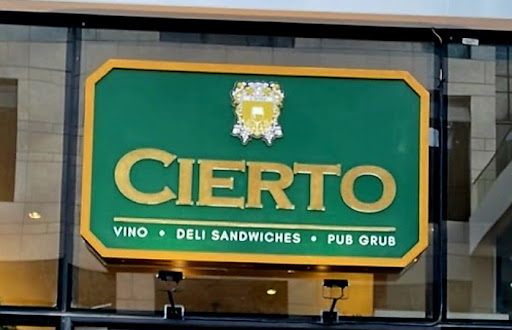 CIERTO
VINO • DELI SANDWICHES • PUB GRUB